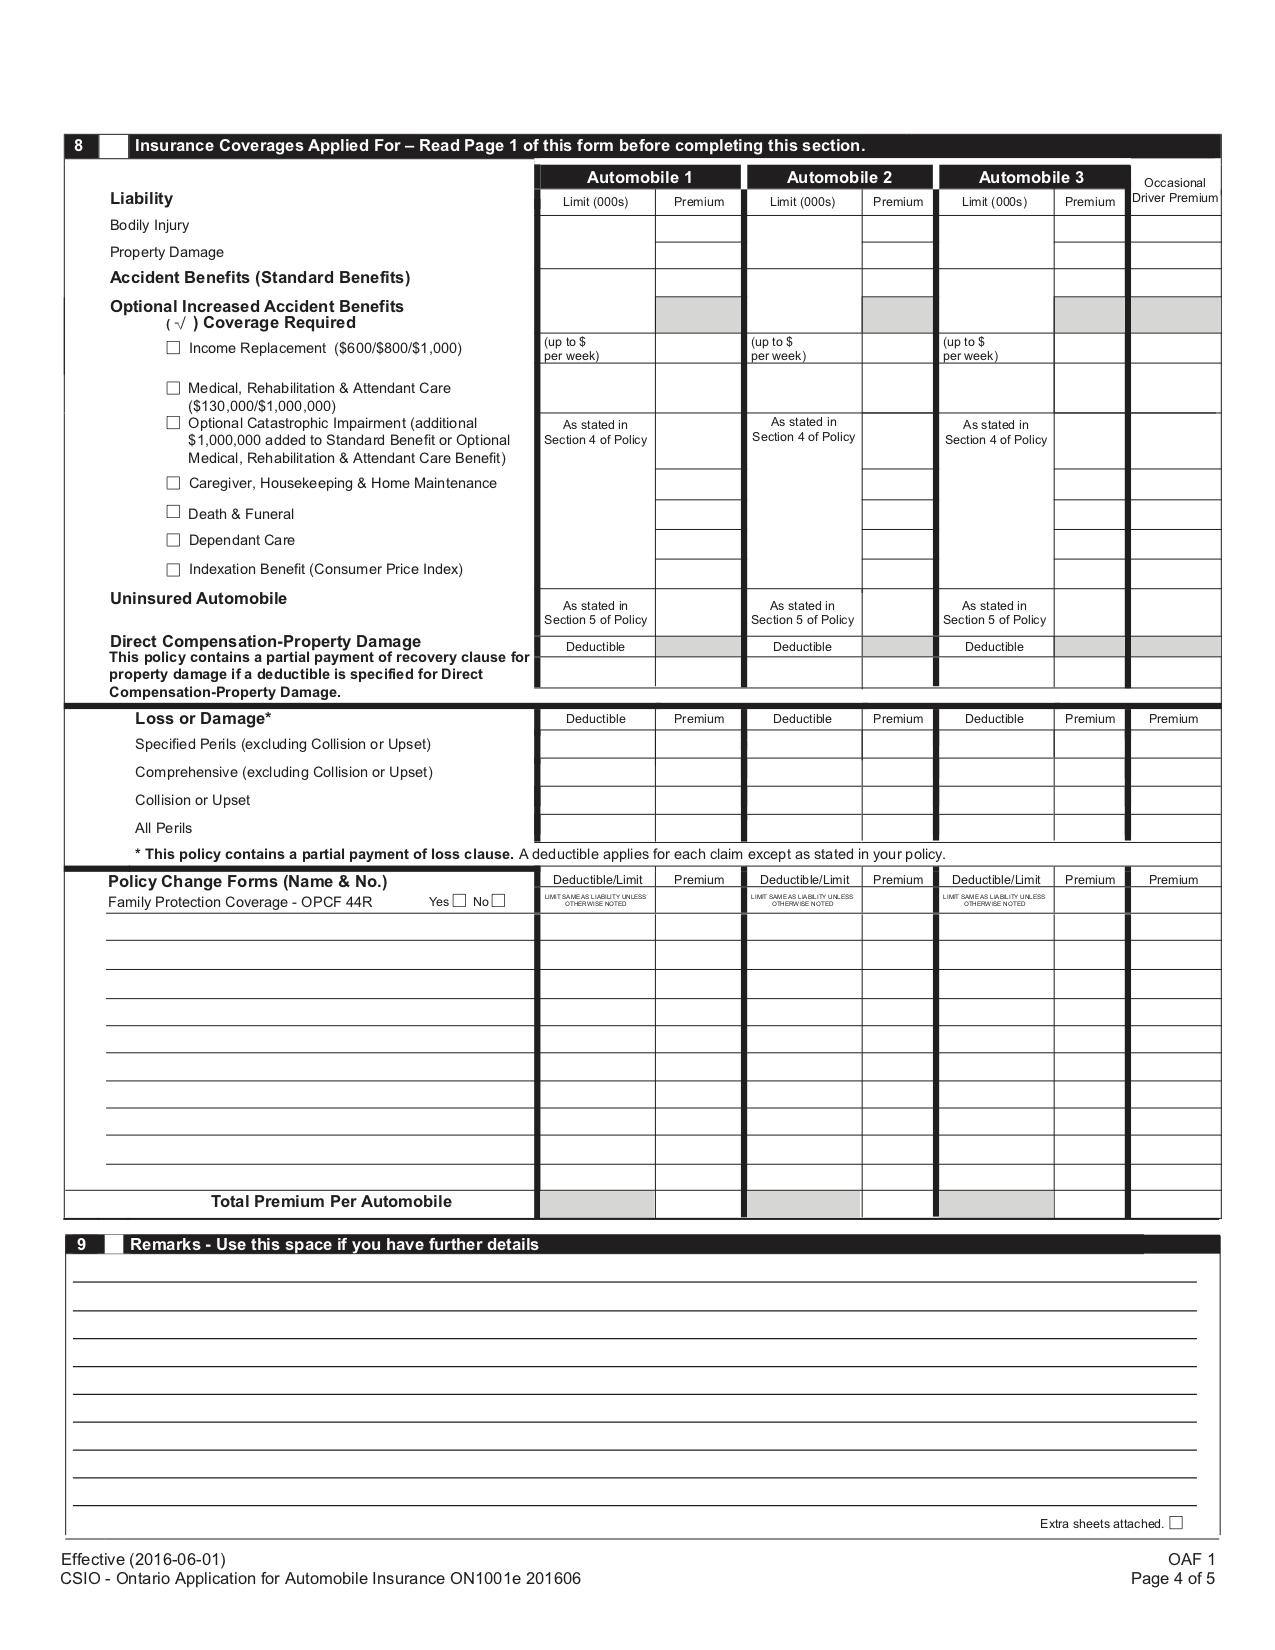 8 Insurance Coverages Applied For – Read Page 1 of this form before completing this section.
Automobile 1 Automobile 2 Automobile 3 Occasional
Driver Premium
Liability Limit (000s) Premium Limit (000s) Premium Limit (000s) Premium
Bodily Injury
Property Damage
Accident Benefits (Standard Benefits)
Optional Increased Accident Benefits
( √ ) Coverage Required
Income Replacement ($600/$800/$1,000) (up to $ (up to $ (up to $
per week) per week) per week)
Medical, Rehabilitation & Attendant Care
($130,000/$1,000,000)
Optional Catastrophic Impairment (additional As stated in As stated in As stated in
$1,000,000 added to Standard Benefit or Optional Section 4 of Policy Section 4 of Policy Section 4 of Policy
Medical, Rehabilitation & Attendant Care Benefit)
Caregiver, Housekeeping & Home Maintenance
Death & Funeral
Dependant Care
Indexation Benefit (Consumer Price Index)
Uninsured Automobile As stated in As stated in As stated in
Section 5 of Policy Section 5 of Policy Section 5 of Policy
Direct Compensation-Property Damage Deductible Deductible Deductible
This policy contains a partial payment of recovery clause for
property damage if a deductible is specified for Direct
Compensation-Property Damage.
Loss or Damage* Deductible Premium Deductible Premium Deductible Premium Premium
Specified Perils (excluding Collision or Upset)
Comprehensive (excluding Collision or Upset)
Collision or Upset
All Perils
* This policy contains a partial payment of loss clause. A deductible applies for each claim except as stated in your policy.
Policy Change Forms (Name & No.) Deductible/Limit Premium Deductible/Limit Premium Deductible/Limit Premium Premium
Family Protection Coverage - OPCF 44R Yes No LIMIT SAME AS LIABILITY UNLESS LIMIT SAME AS LIABILITY UNLESS LIMIT SAME AS LIABILITY UNLESS
OTHERWISE NOTED OTHERWISE NOTED OTHERWISE NOTED
Total Premium Per Automobile
9 Remarks - Use this space if you have further details
Extra sheets attached.
Effective (2016-06-01) OAF 1
CSIO - Ontario Application for Automobile Insurance ON1001e 201606 Page 4 of 5